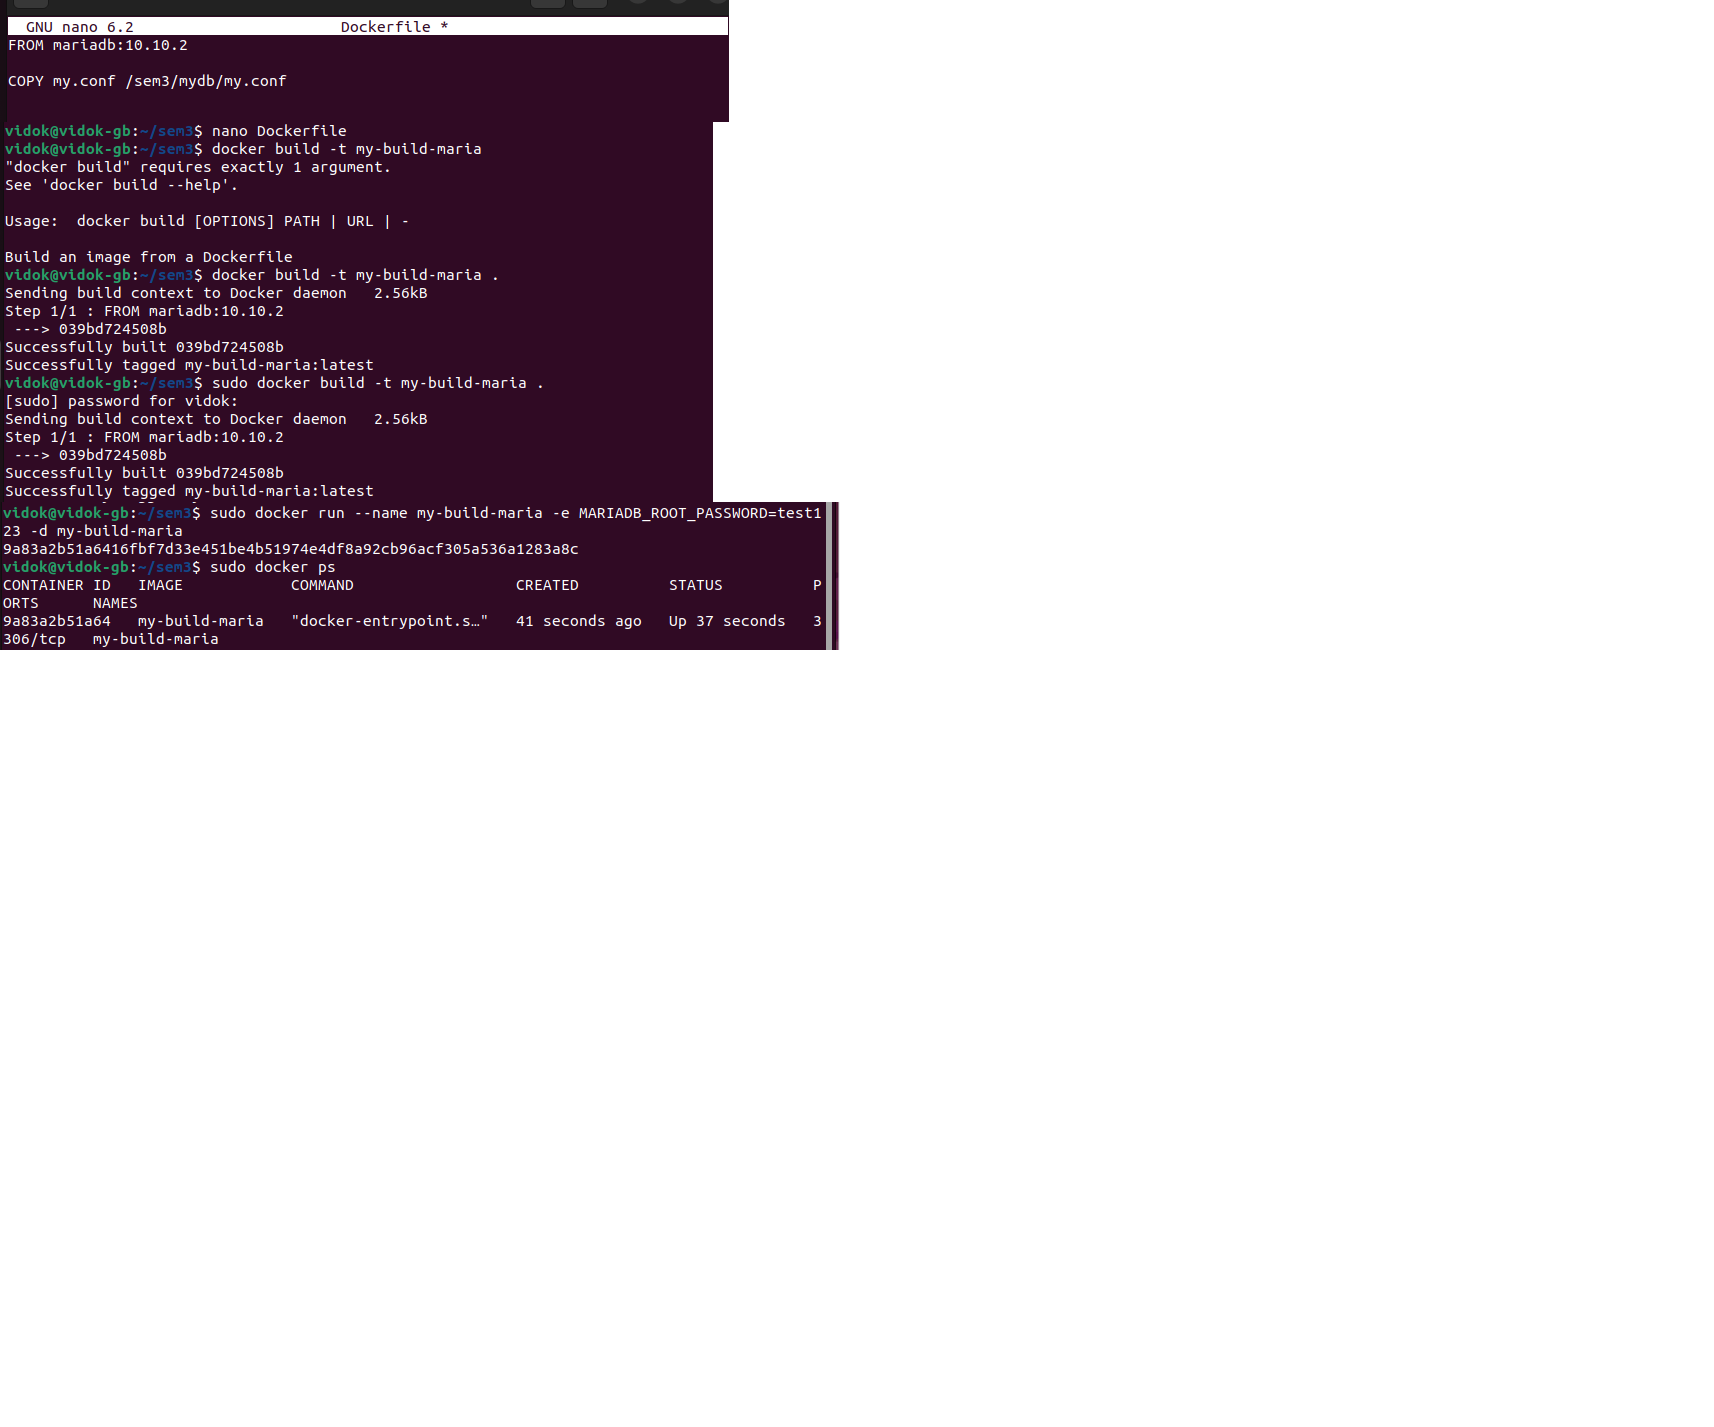 GNU nano 6.2 Dockerfile *
FROM mariadb:10.10.2
COPY my.conf /sem3/mydb/my.conf
vidok@vidok-gb:~/sem3$ nano Dockerfile
vidok@vidok-gb:~/sem3$ docker build -t my-build-maria
"docker build" requires exactly 1 argument.
See 'docker build --help'.
Usage:  docker build [OPTIONS] PATH | URL | -
Build an image from a Dockerfile
vidok@vidok-gb:~/sem3$ docker build -t my-build-maria .
Sending build context to Docker daemon   2.56kB
Step 1/1 : FROM mariadb:10.10.2
 ---> 039bd724508b
Successfully built 039bd724508b
Successfully tagged my-build-maria:latest
vidok@vidok-gb:~/sem3$ sudo docker build -t my-build-maria .
[sudo] password for vidok:
Sending build context to Docker daemon   2.56kB
Step 1/1 : FROM mariadb:10.10.2
 ---> 039bd724508b
Successfully built 039bd724508b
Successfully tagged my-build-maria:latest
vidok@vidok-gb:~/sem3$ sudo docker run --name my-build-maria -e MARIADB_ROOT_PASSWORD=test1
23 -d my-build-maria
9a83a2b51a6416fbf7d33e451be4b51974e4df8a92cb96acf305a536a1283a8c
vidok@vidok-gb:~/sem3$ sudo docker ps
CONTAINER ID   IMAGE            COMMAND                  CREATED          STATUS          P
ORTS      NAMES
9a83a2b51a64   my-build-maria   "docker-entrypoint.s…"   41 seconds ago   Up 37 seconds   3
306/tcp   my-build-maria